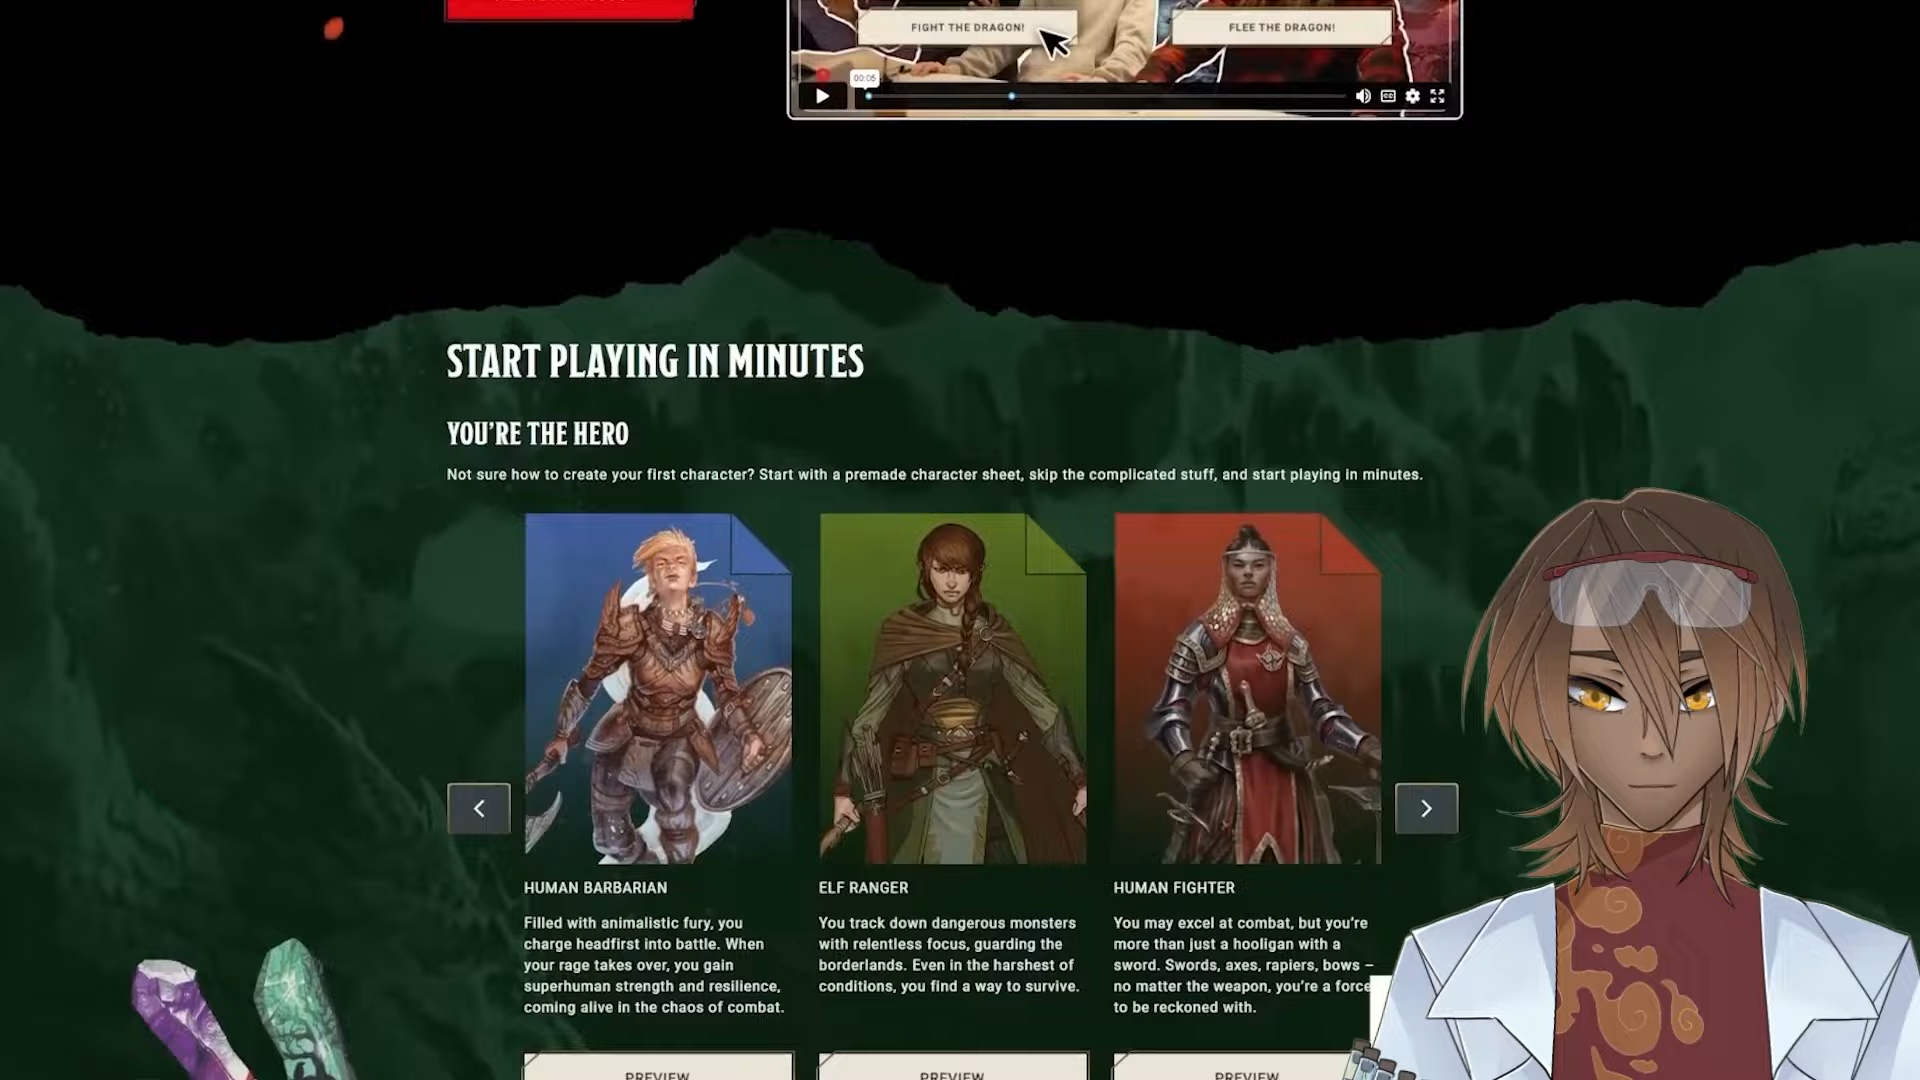 FIGHT THE DRAGON!
FLEE THE DRAGON!
00:05
CC
START PLAYING IN MINUTES
YOU'RE THE HERO
Not sure how to create your first character? Start with a premade character sheet, skip the complicated stuff, and start playing in minutes.
HUMAN BARBARIAN
Filled with animalistic fury, you
charge headfirst into battle. When
your rage takes over, you gain
superhuman strength and resilience,
coming alive in the chaos of combat.
PREVIEW
ELF RANGER
You track down dangerous monsters
with relentless focus, guarding the
borderlands. Even in the harshest of
conditions, you find a way to survive.
PREVIEW
HUMAN FIGHTER
You may excel at combat, but you're
more than just a hooligan with a
sword. Swords, axes, rapiers, bows –
no matter the weapon, you're a force
to be reckoned with.
PREVIEW